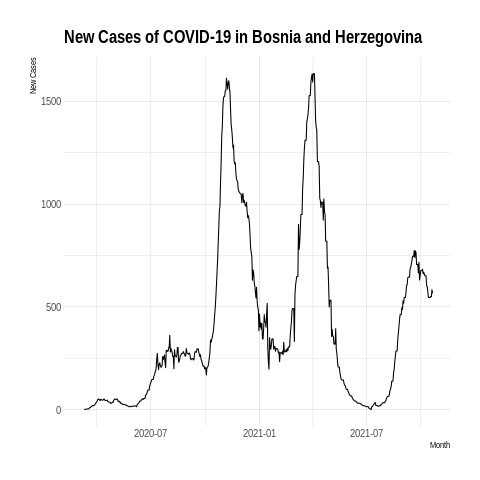 New Cases of COVID-19 in Bosnia and Herzegovina
New Cases
1500
1000
500
0
2020-07
2021-01
2021-07
Month